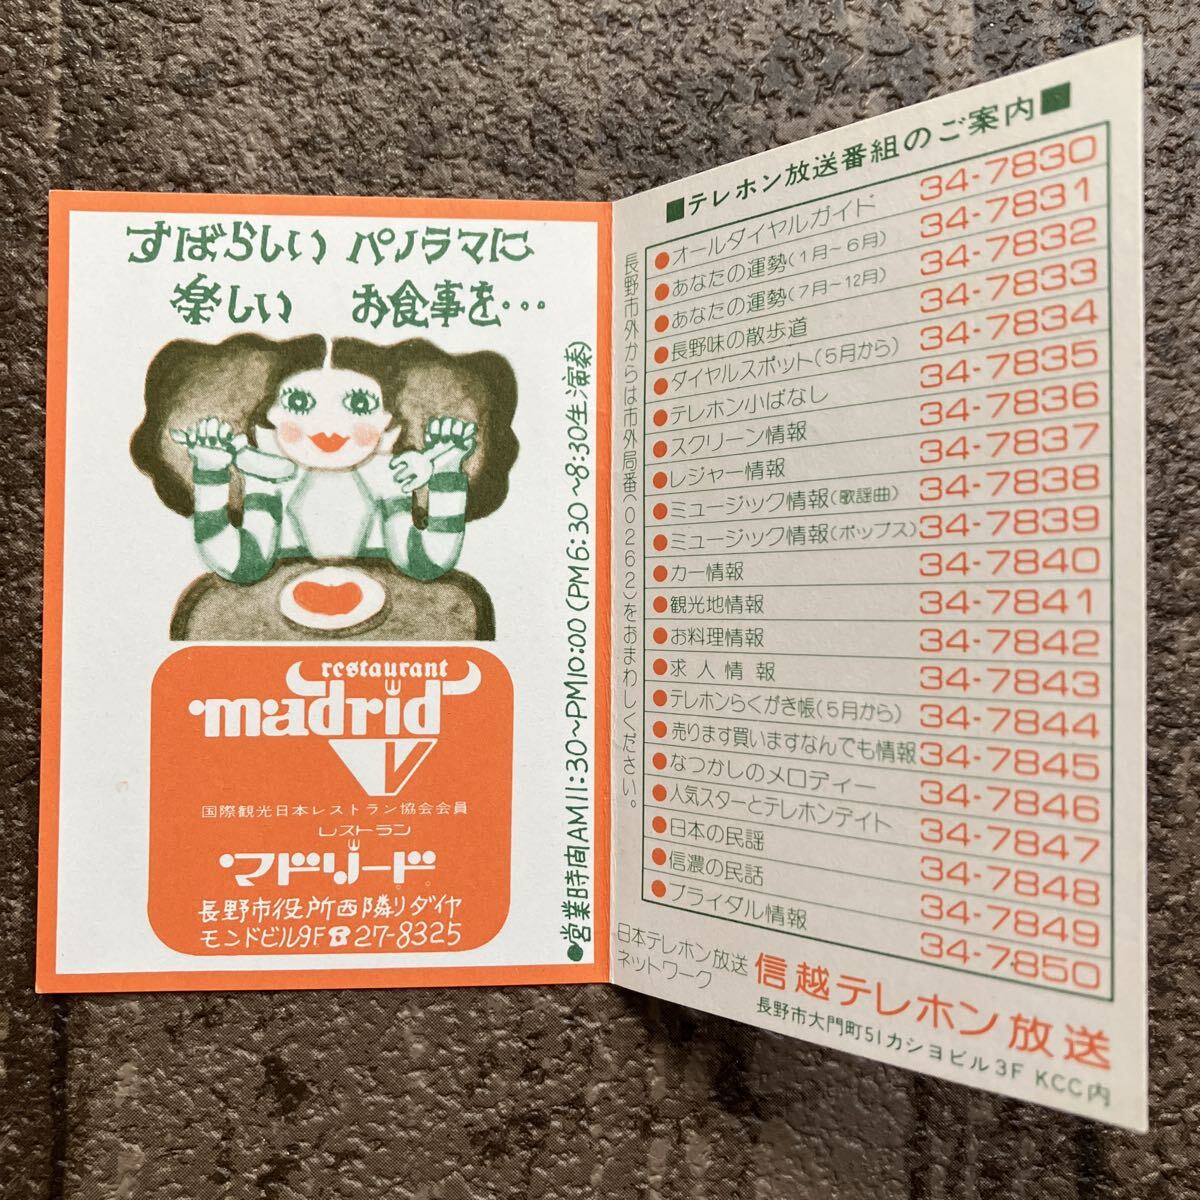 すばらしい パノラマに
楽しい お食事を・・・
restaurant
madrid
国際観光日本レストラン協会会員
レストラン
マドリード
長野市役所西隣りダイヤ
モンドビル9F☎27-8325
●営業時間AM11:30~PM10:00(PM6:30~8:30生演奏)
■テレホン放送番組のご案内■
長野市外からは市外局番(0262)をおまわしください。
●オールダイヤルガイド 34-7830
●あなたの運勢(1月~6月) 34-7831
●あなたの運勢(7月~12月) 34-7832
●長野味の散歩道 34-7833
●ダイヤルスポット(5月から) 34-7834
●テレホン小ばなし 34-7835
●スクリーン情報 34-7836
●レジャー情報 34-7837
●ミュージック情報(歌謡曲) 34-7838
●ミュージック情報(ポップス) 34-7839
●カー情報 34-7840
●観光地情報 34-7841
●お料理情報 34-7842
●求人情報 34-7843
●テレホンらくがき帳(5月から) 34-7844
●売ります買いますなんでも情報 34-7845
●なつかしのメロディー 34-7846
●人気スターとテレホンデイト 34-7847
●日本の民謡 34-7848
●信濃の民話 34-7849
●ブライダル情報 34-7850
日本テレホン放送
ネットワーク
信越テレホン放送
長野市大門町51カシヨビル3F KCC内